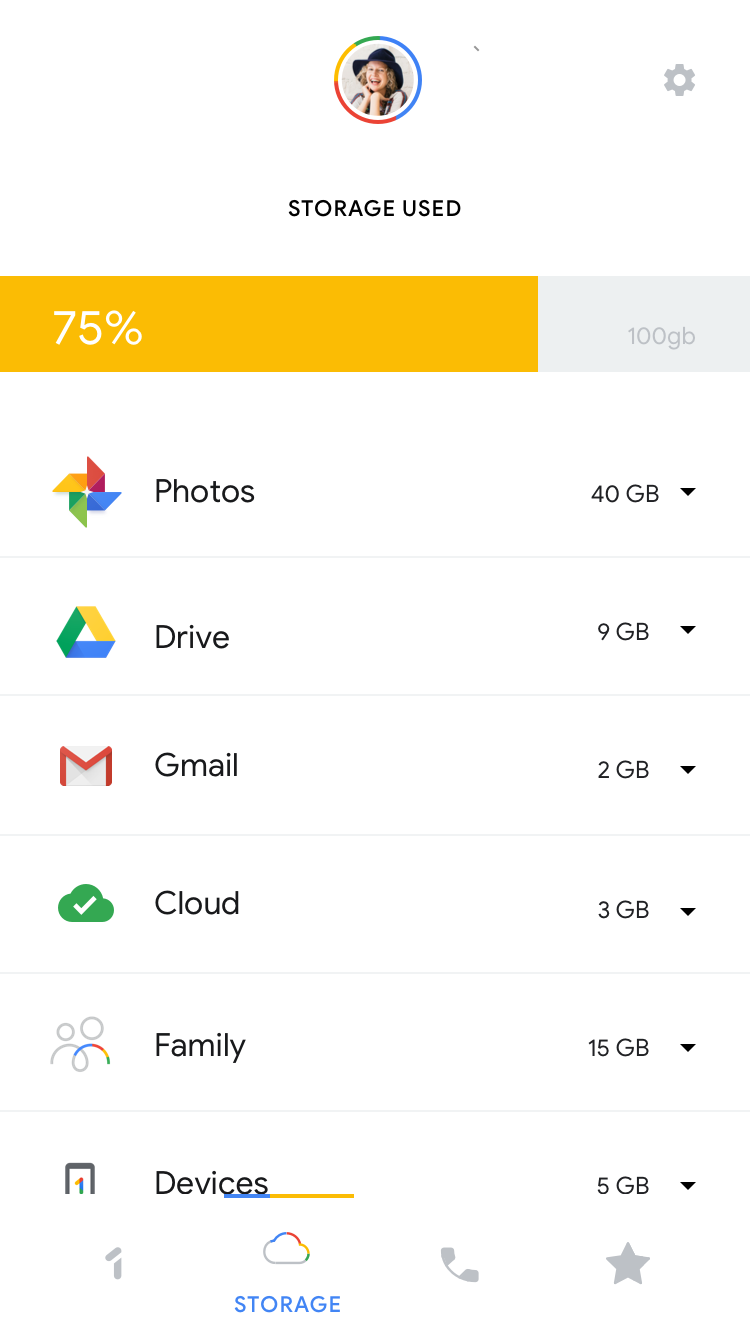 STORAGE USED
75%
100gb
Photos 40 GB
Drive 9 GB
Gmail 2 GB
Cloud 3 GB
Family 15 GB
Devices 5 GB
STORAGE